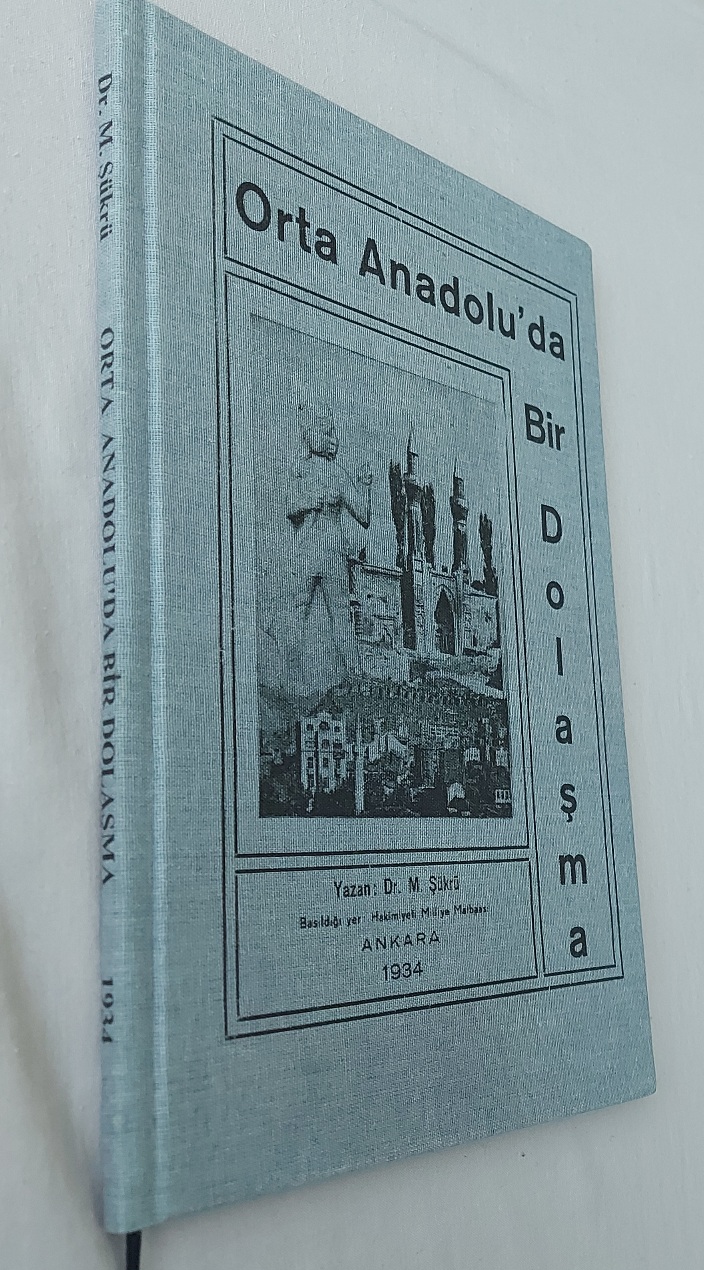 Orta Anadolu'da
Bir
Dolaşma
Yazan: Dr. M. Şükrü
Basıldığı yer Hakimiyeti Milliye Matbaası
ANKARA
1934
Dr. M. Şükrü ORTA ANADOLU'DA BİR DOLAŞMA 1934